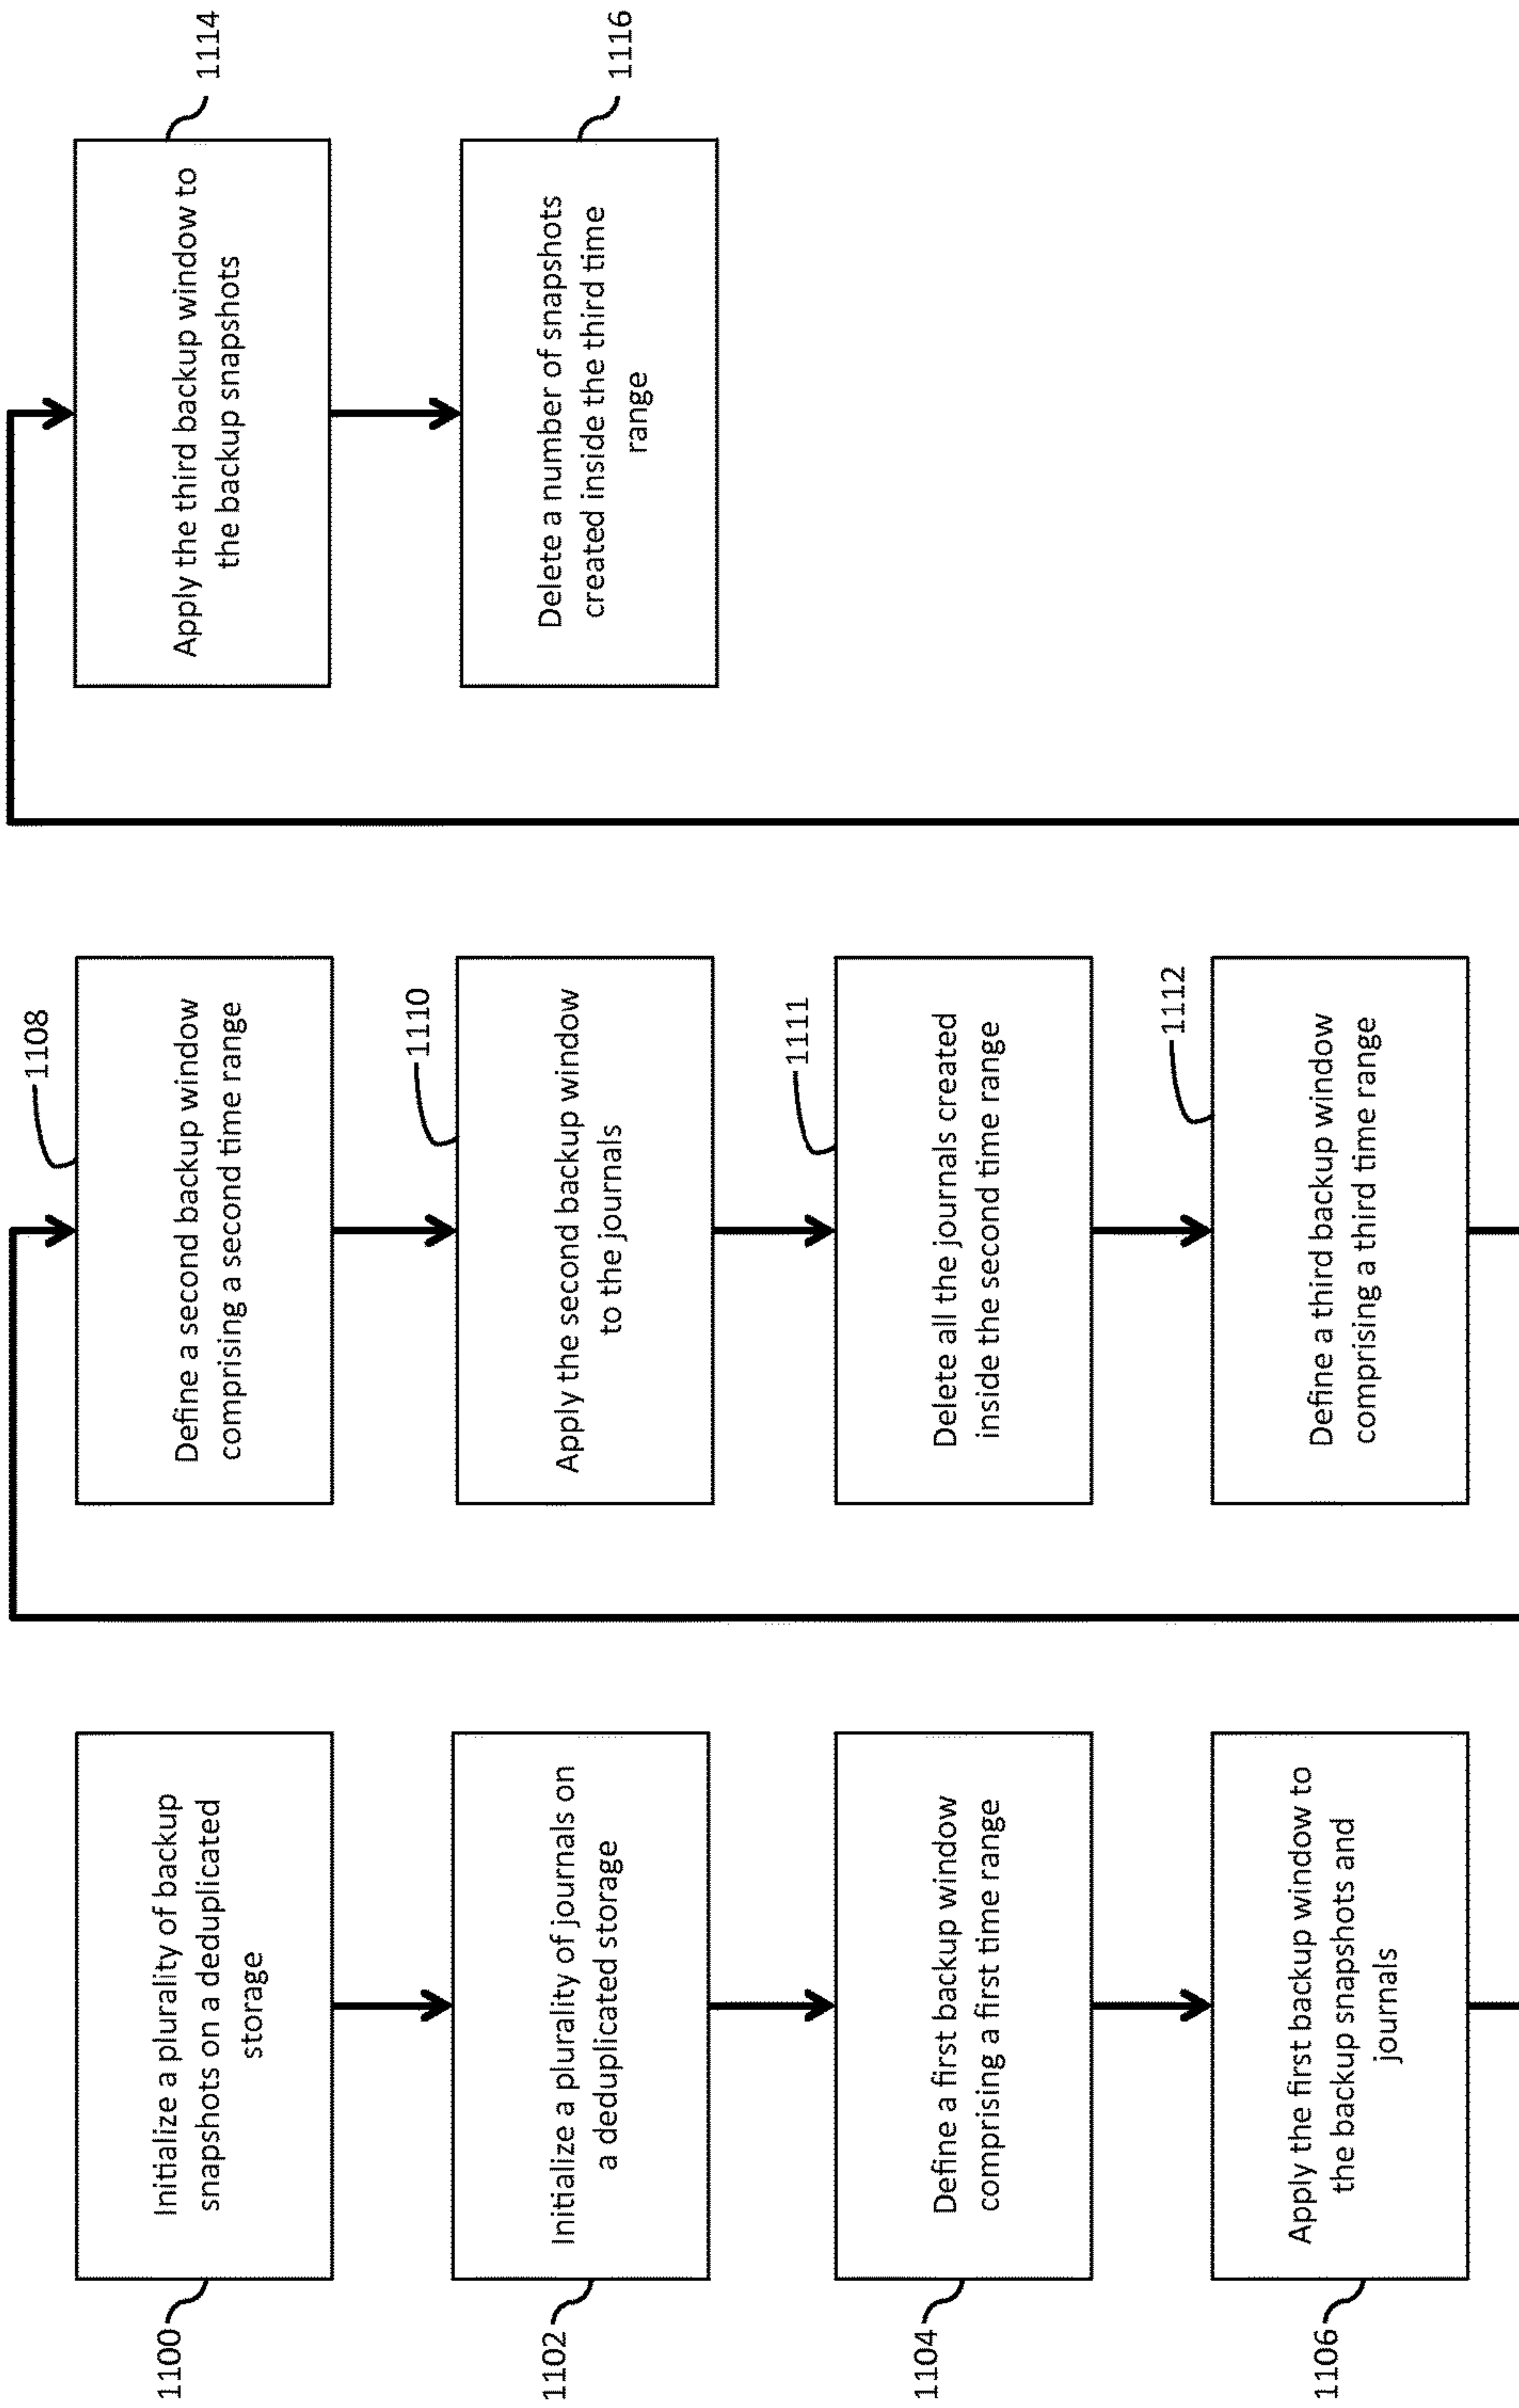 1100
Initialize a plurality of backup
snapshots on a deduplicated
storage
1102
Initialize a plurality of journals on
a deduplicated storage
1104
Define a first backup window
comprising a first time range
1106
Apply the first backup window to
the backup snapshots and
journals
1108
Define a second backup window
comprising a second time range
1110
Apply the second backup window
to the journals
1111
Delete all the journals created
inside the second time range
1112
Define a third backup window
comprising a third time range
1114
Apply the third backup window to
the backup snapshots
1116
Delete a number of snapshots
created inside the third time
range